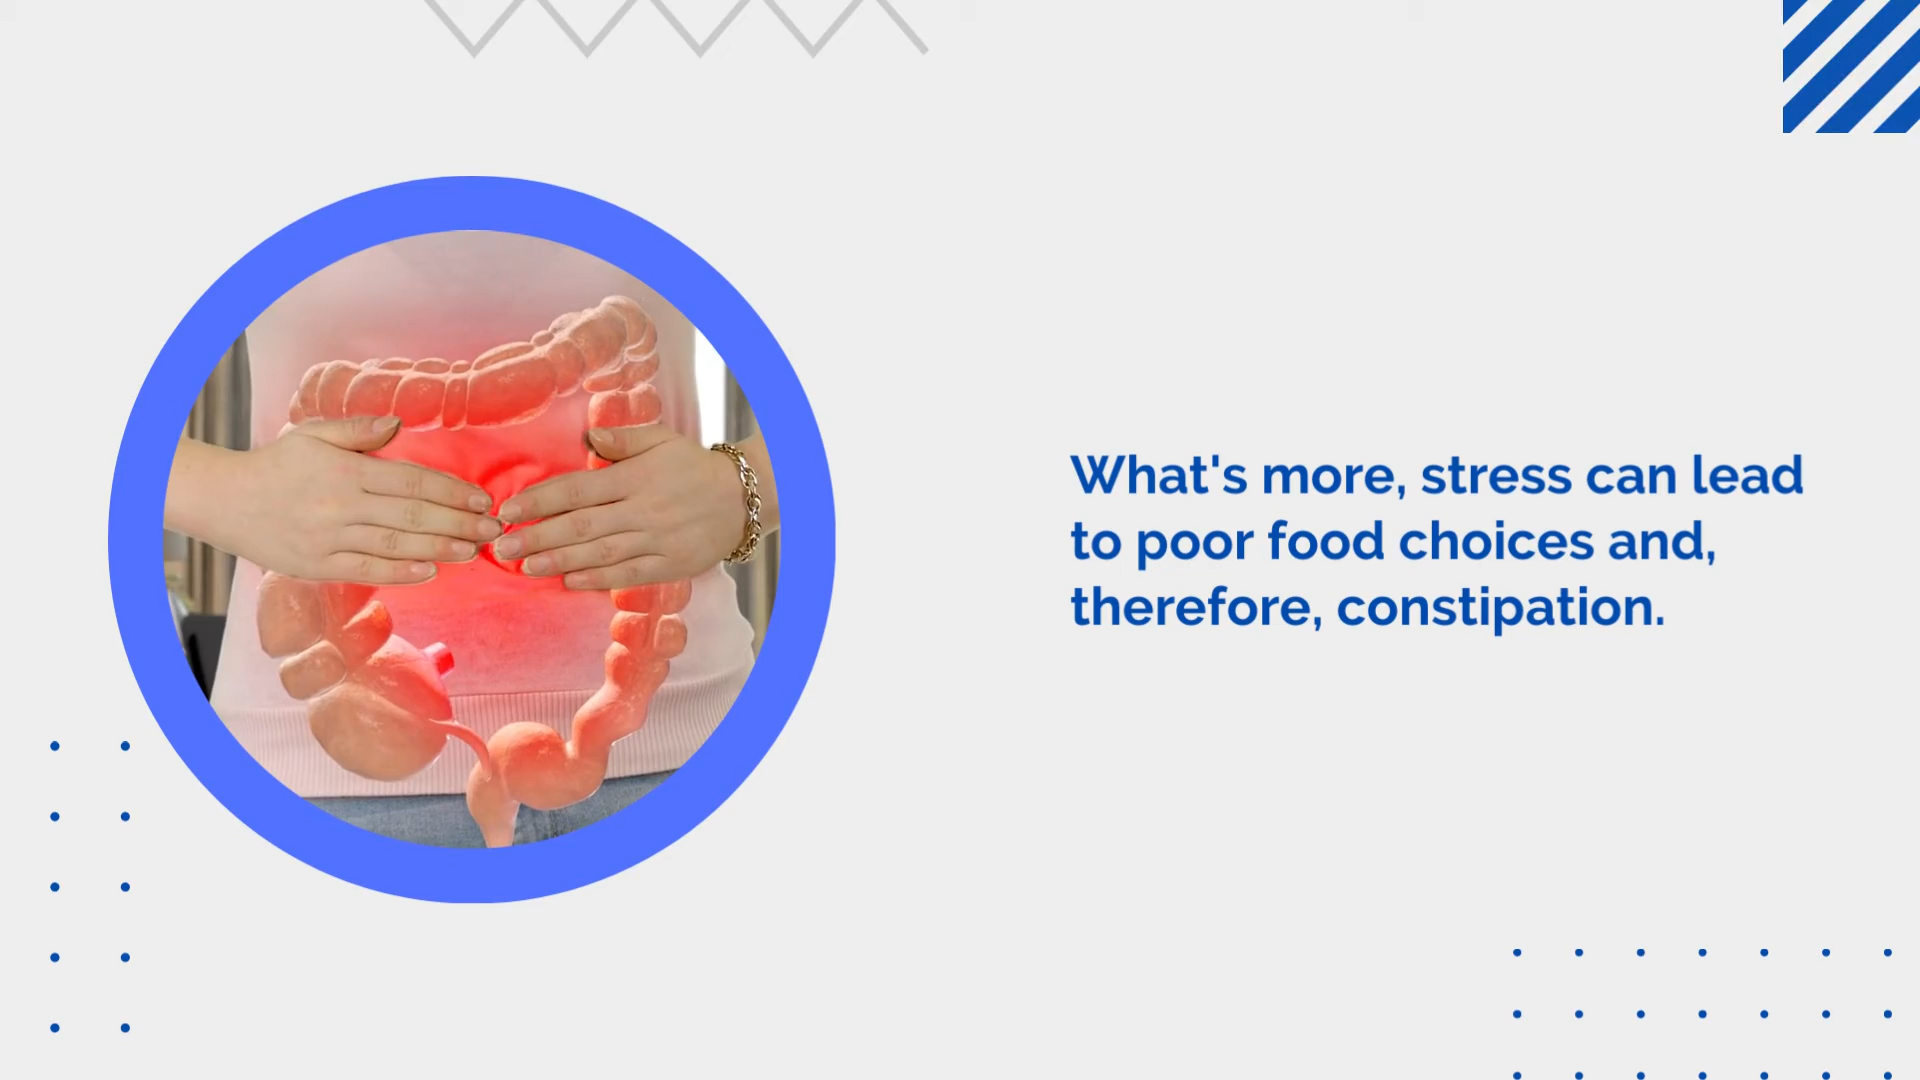 What's more, stress can lead
to poor food choices and,
therefore, constipation.